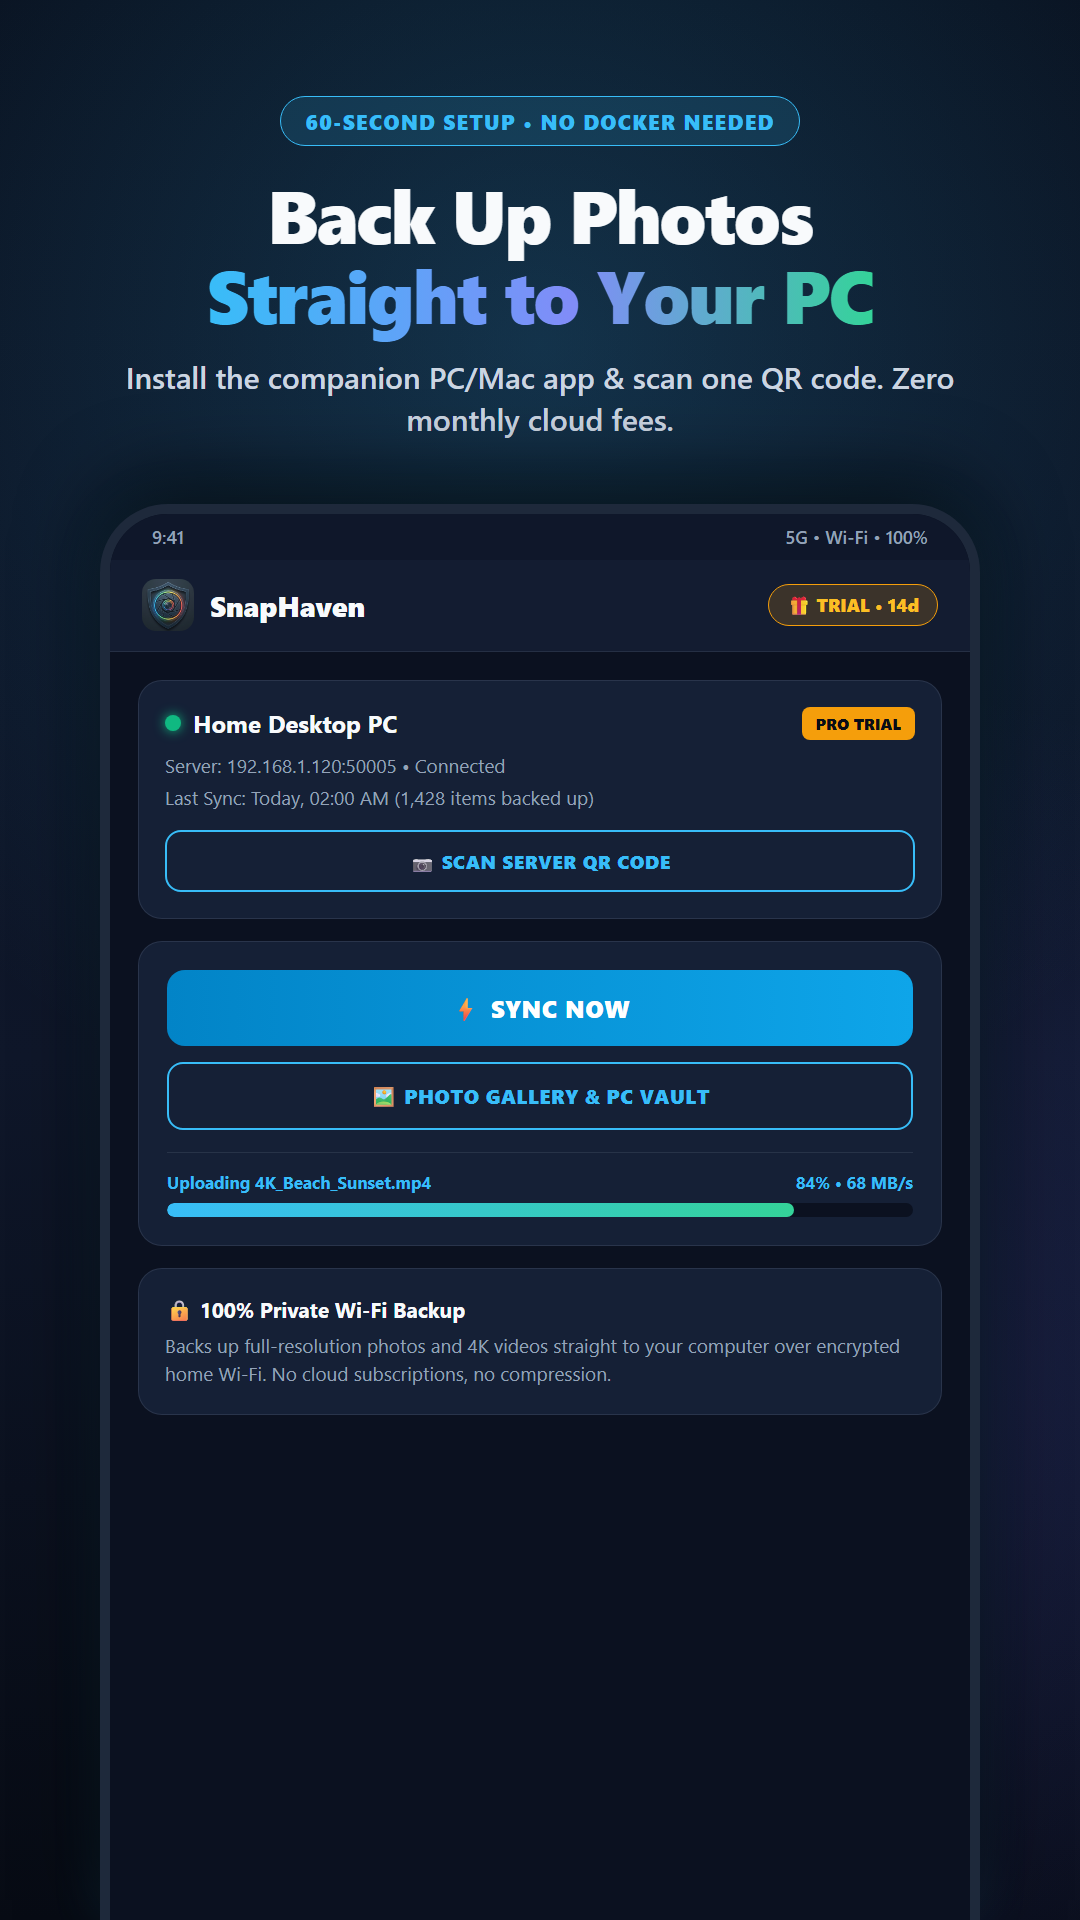 60-SECOND SETUP • NO DOCKER NEEDED
Back Up Photos
Straight to Your PC
Install the companion PC/Mac app & scan one QR code. Zero
monthly cloud fees.
9:41
5G • Wi-Fi • 100%
SnapHaven
🎁 TRIAL • 14d
Home Desktop PC
PRO TRIAL
Server: 192.168.1.120:50005 • Connected
Last Sync: Today, 02:00 AM (1,428 items backed up)
📷 SCAN SERVER QR CODE
⚡ SYNC NOW
🖼️ PHOTO GALLERY & PC VAULT
Uploading 4K_Beach_Sunset.mp4
84% • 68 MB/s
🔒 100% Private Wi-Fi Backup
Backs up full-resolution photos and 4K videos straight to your computer over encrypted
home Wi-Fi. No cloud subscriptions, no compression.